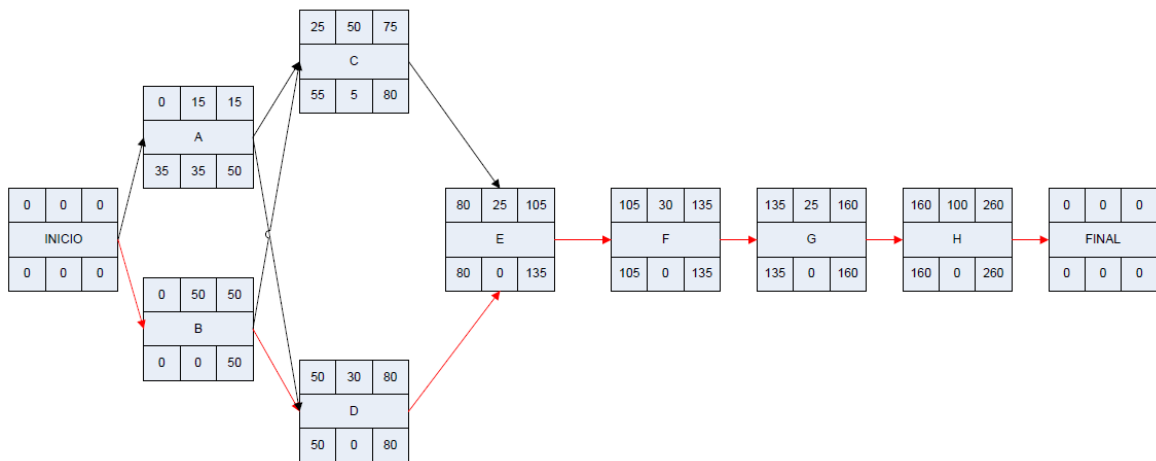 25 50 75
C
55 5 80
0 15 15
A
35 35 50
0 0 0
INICIO
0 0 0
0 50 50
B
0 0 50
50 30 80
D
50 0 80
80 25 105
E
80 0 135
105 30 135
F
105 0 135
135 25 160
G
135 0 160
160 100 260
H
160 0 260
0 0 0
FINAL
0 0 0